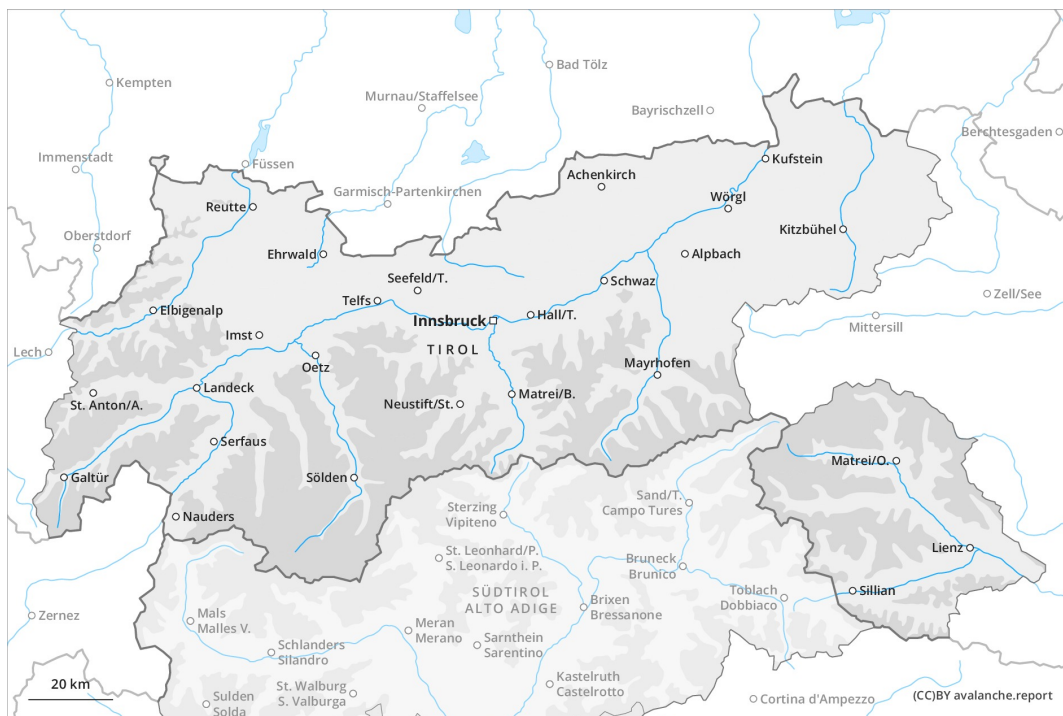 Kempten
Bad Tölz
Murnau/Staffelsee
Bayrischzell
Berchtesgaden
Immenstadt
Füssen
Kufstein
Achenkirch
Garmisch-Partenkirchen
Reutte
Wörgl
Oberstdorf
Kitzbühel
Ehrwald
Alpbach
Seefeld/T.
Schwaz
Zell/See
Telfs
Elbigenalp
Hall/T.
Innsbruck
Mittersill
Imst
TIROL
Lech
Oetz
Mayrhofen
Landeck
St. Anton/A.
Matrei/B.
Neustift/St.
Serfaus
Matrei/O.
Galtür
Sölden
Sand/T.
Campo Tures
Sterzing
Vipiteno
Nauders
Lienz
St. Leonhard/P.
S. Leonardo i. P.
Bruneck
Brunico
SÜDTIROL
ALTO ADIGE
Sillian
Toblach
Dobbiaco
Brixen
Bressanone
Zernez
Mals
Malles V.
Meran
Merano
Sarnthein
Sarentino
Schlanders
Silandro
20 km
St. Walburg
S. Valburga
Kastelruth
Castelrotto
Sulden
Solda
Cortina d'Ampezzo
(CC)BY avalanche.report